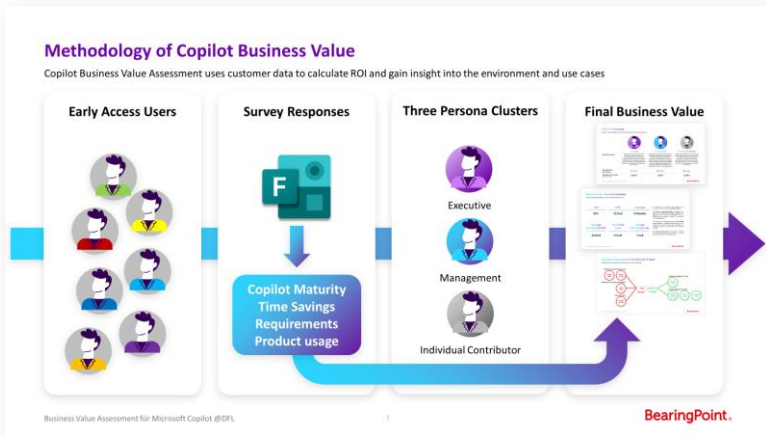 Methodology of Copilot Business Value
Copilot Business Value Assessment uses customer data to calculate ROI and gain insight into the environment and use cases
Early Access Users
Survey Responses
F
Copilot Maturity
Time Savings
Requirements
Product usage
Three Persona Clusters
Executive
Management
Individual Contributor
Final Business Value
Business Value Assessment für Microsoft Copilot @DFL
7
BearingPoint.